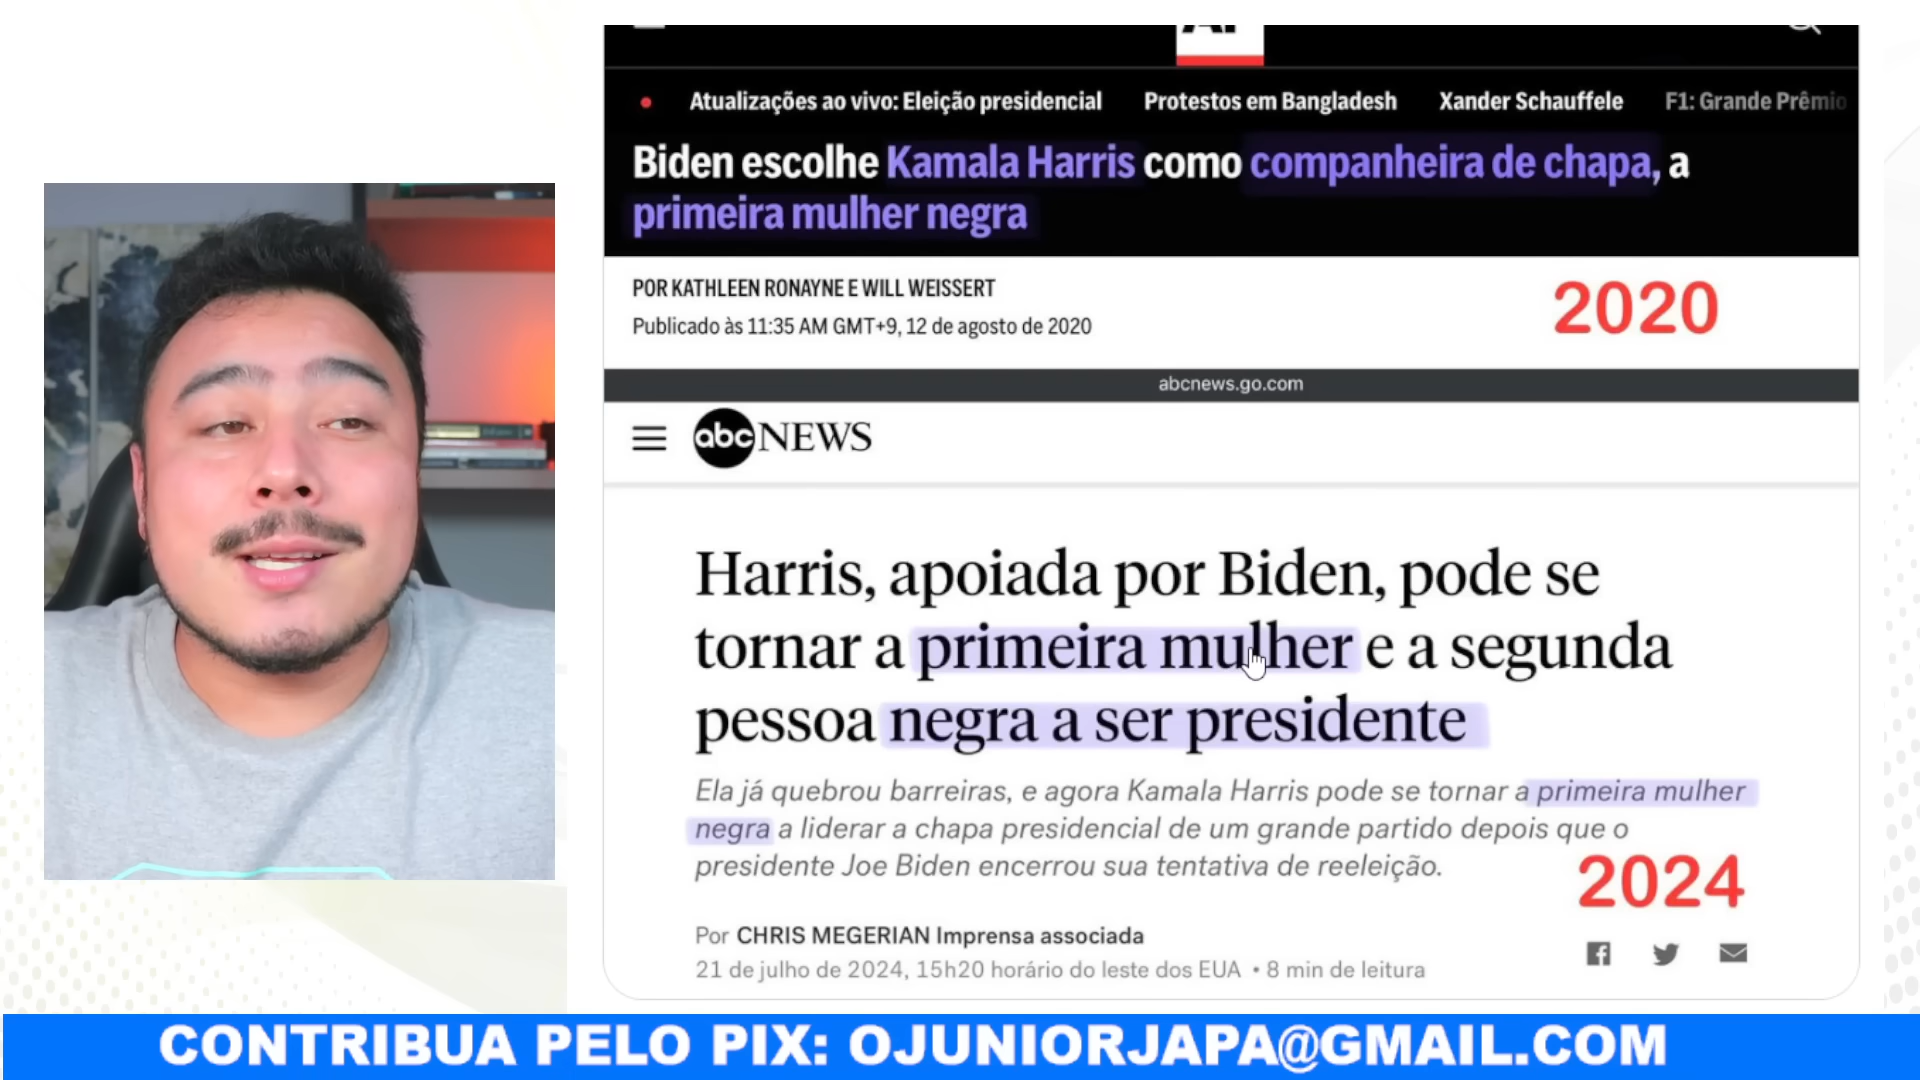 Atualizações ao vivo: Eleição presidencial Protestos em Bangladesh Xander Schauffele F1: Grande Prêmio
Biden escolhe Kamala Harris como companheira de chapa, a
primeira mulher negra
POR KATHLEEN RONAYNE E WILL WEISSERT
Publicado às 11:35 AM GMT+9, 12 de agosto de 2020
2020
abcnews.go.com
abc NEWS
Harris, apoiada por Biden, pode se
tornar a primeira mulher e a segunda
pessoa negra a ser presidente
Ela já quebrou barreiras, e agora Kamala Harris pode se tornar a primeira mulher
negra a liderar a chapa presidencial de um grande partido depois que o
presidente Joe Biden encerrou sua tentativa de reeleição.
2024
Por CHRIS MEGERIAN Imprensa associada
21 de julho de 2024, 15h20 horário do leste dos EUA • 8 min de leitura
CONTRIBUA PELO PIX: OJUNIORJAPA@GMAIL.COM